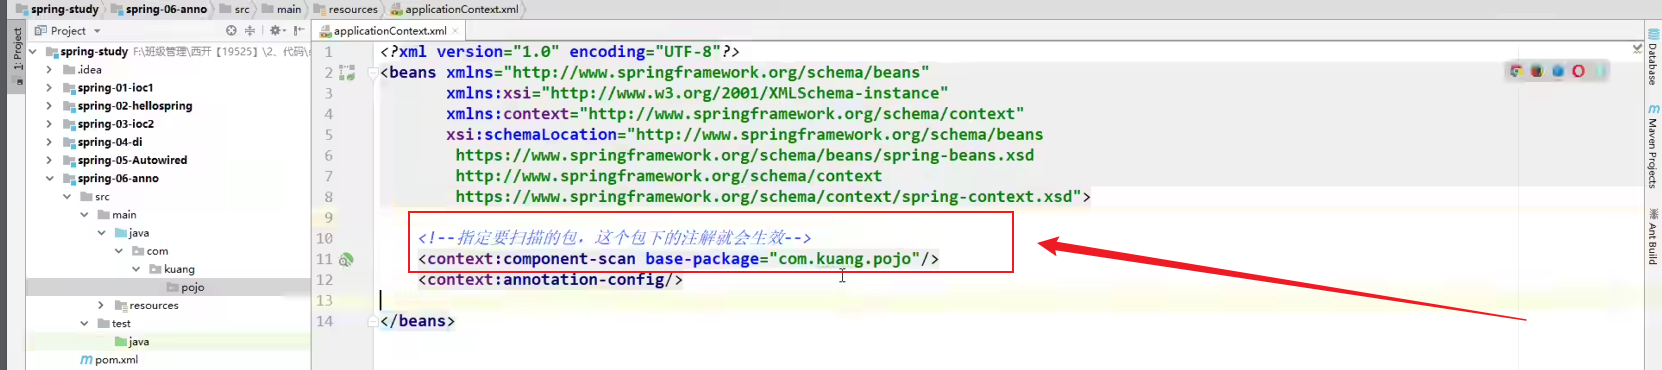 spring-study spring-06-anno src main resources applicationContext.xml
Project
applicationContext.xml
1: Project
spring-study F:\班级管理\西开【19525】\2、代码\s
.idea
spring-01-ioc1
spring-02-hellospring
spring-03-ioc2
spring-04-di
spring-05-Autowired
spring-06-anno
src
main
java
com
kuang
pojo
resources
test
java
pom.xml
1 <?xml version="1.0" encoding="UTF-8"?>
2 <beans xmlns="http://www.springframework.org/schema/beans"
3 xmlns:xsi="http://www.w3.org/2001/XMLSchema-instance"
4 xmlns:context="http://www.springframework.org/schema/context"
5 xsi:schemaLocation="http://www.springframework.org/schema/beans
6 https://www.springframework.org/schema/beans/spring-beans.xsd
7 http://www.springframework.org/schema/context
8 https://www.springframework.org/schema/context/spring-context.xsd">
9
10 <!--指定要扫描的包，这个包下的注解就会生效-->
11 <context:component-scan base-package="com.kuang.pojo"/>
12 <context:annotation-config/>
13
14 </beans>
Database
Maven Projects
Ant Build